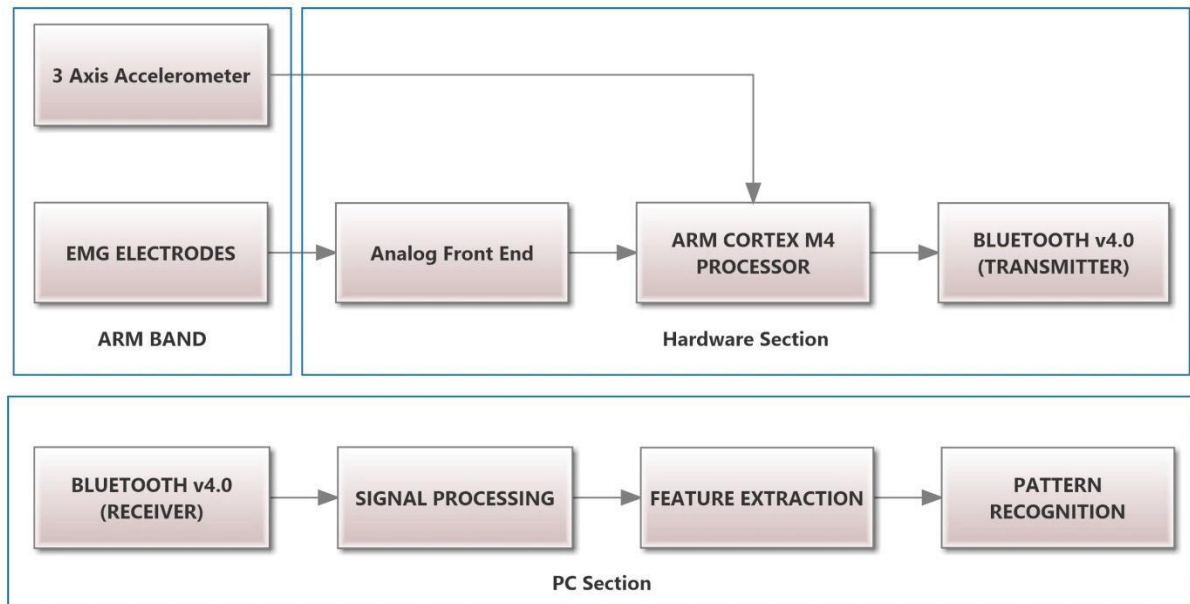 3 Axis Accelerometer
EMG ELECTRODES
ARM BAND
Analog Front End
ARM CORTEX M4
PROCESSOR
BLUETOOTH v4.0
(TRANSMITTER)
Hardware Section
BLUETOOTH v4.0
(RECEIVER)
SIGNAL PROCESSING
FEATURE EXTRACTION
PATTERN
RECOGNITION
PC Section